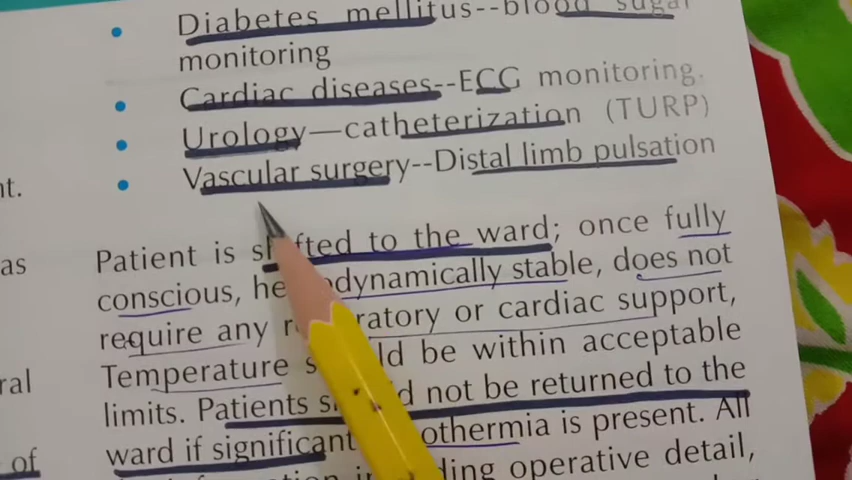 Diabetes mellitus--blood sugar
monitoring
Cardiac diseases--ECG monitoring.
Urology—catheterization (TURP)
Vascular surgery--Distal limb pulsation
nt.
as
ral
of
Patient is shifted to the ward; once fully
conscious, hemodynamically stable, does not
require any respiratory or cardiac support,
Temperature should be within acceptable
limits. Patients should not be returned to the
ward if significant hypothermia is present. All
including operative detail,